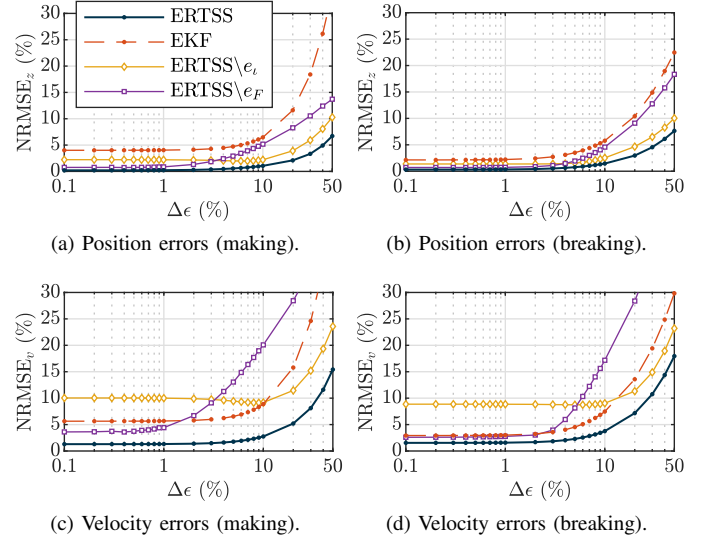 ERTSS
EKF
ERTSS\e_ι
ERTSS\e_F
NRMSE_z (%)
30
25
20
15
10
5
0
0.1 1 10 50
Δϵ (%)
(a) Position errors (making).
NRMSE_z (%)
30
25
20
15
10
5
0
0.1 1 10 50
Δϵ (%)
(b) Position errors (breaking).
NRMSE_v (%)
30
25
20
15
10
5
0
0.1 1 10 50
Δϵ (%)
(c) Velocity errors (making).
NRMSE_v (%)
30
25
20
15
10
5
0
0.1 1 10 50
Δϵ (%)
(d) Velocity errors (breaking).